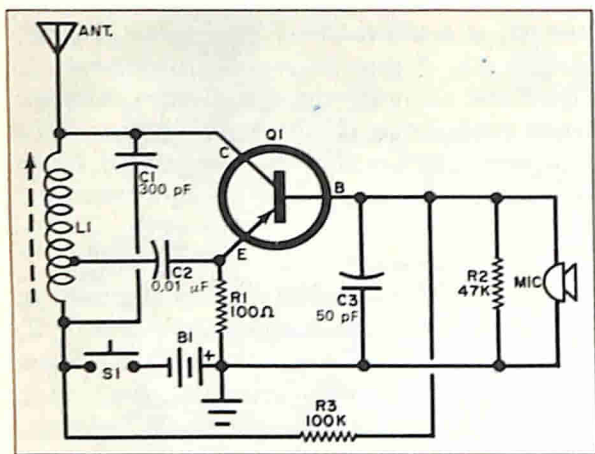 ANT.
Q1
C
B
C1
300 pF
L1
E
C2
0.01 µF
R1
100Ω
C3
50 pF
R2
47K
MIC
B1
+
S1
R3
100K